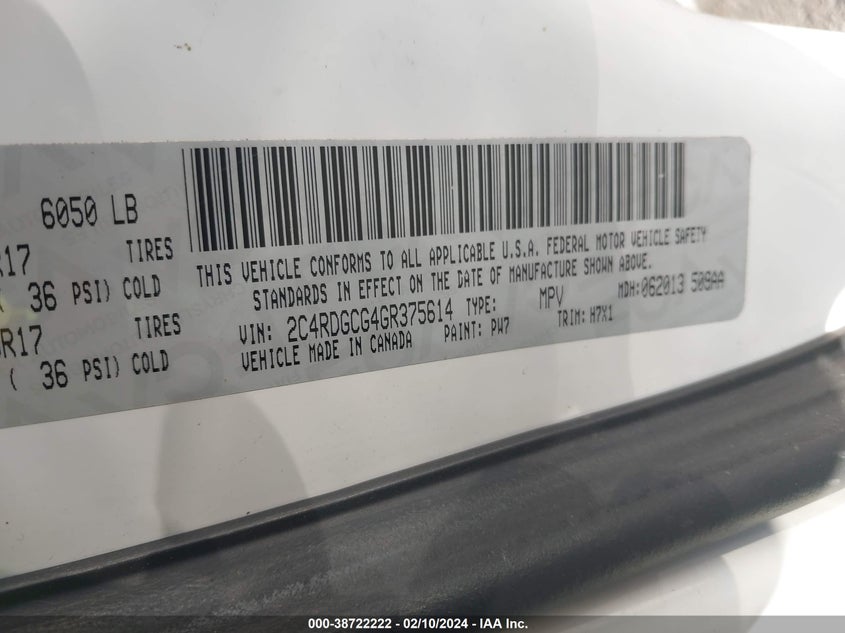 6050 LB
R17 TIRES
36 PSI) COLD
R17 TIRES
( 36 PSI) COLD
THIS VEHICLE CONFORMS TO ALL APPLICABLE U.S.A. FEDERAL MOTOR VEHICLE SAFETY
STANDARDS IN EFFECT ON THE DATE OF MANUFACTURE SHOWN ABOVE.
VIN: 2C4RDGCG4GR375614 TYPE: MPV MDH:062013 509AA
VEHICLE MADE IN CANADA PAINT: PW7 TRIM: H7X1
000-38722222 - 02/10/2024 - IAA Inc.